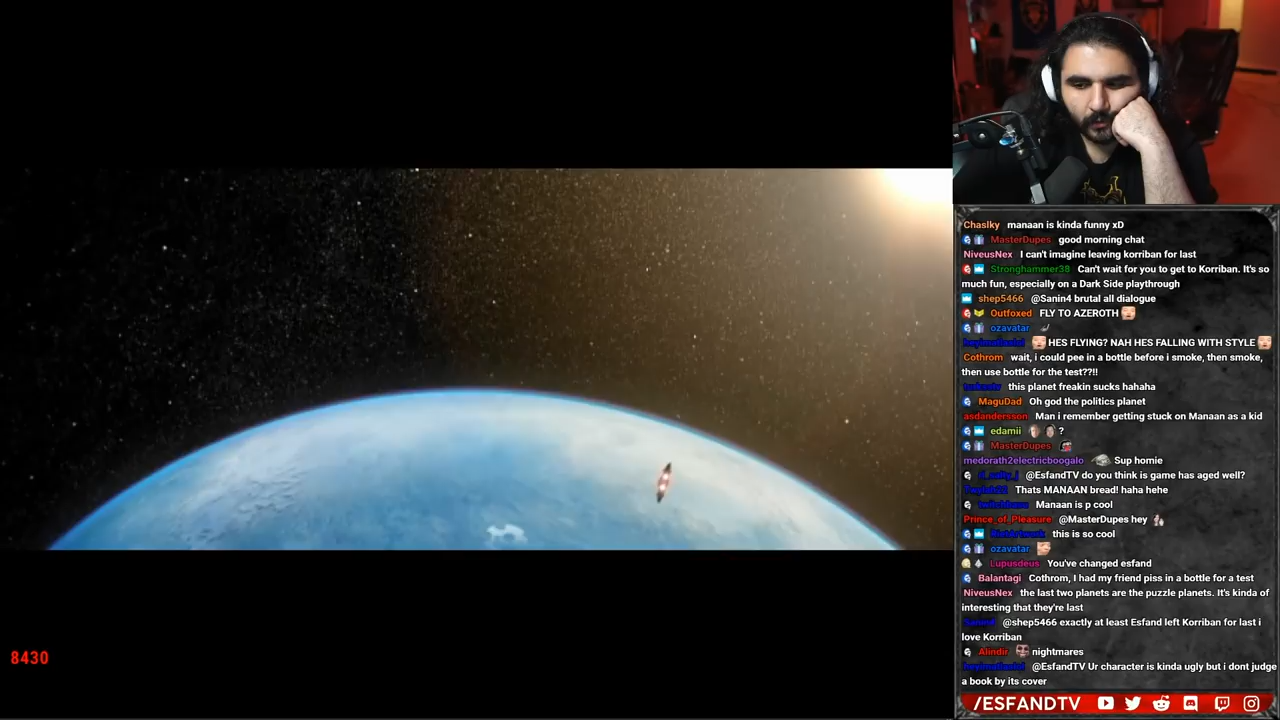 Chaslky manaan is kinda funny xD
MasterDupes good morning chat
NiveusNex I can't imagine leaving korriban for last
Stronghammer38 Can't wait for you to get to Korriban. It's so
much fun, especially on a Dark Side playthrough
shep5466 @Sanin4 brutal all dialogue
Outfoxed FLY TO AZEROTH
ozavatar
HES FLYING? NAH HES FALLING WITH STYLE
Cothrom wait, i could pee in a bottle before i smoke, then smoke,
then use bottle for the test??!!
this planet freakin sucks hahaha
MaguDad Oh god the politics planet
asdandersson Man i remember getting stuck on Manaan as a kid
edamii ?
MasterDupes
medorath2electricboogalo Sup homie
@EsfandTV do you think is game has aged well?
Thats MANAAN bread! haha hehe
Manaan is p cool
Prince_of_Pleasure @MasterDupes hey
this is so cool
ozavatar
Lupusdeus You've changed esfand
Balantagi Cothrom, I had my friend piss in a bottle for a test
NiveusNex the last two planets are the puzzle planets. It's kinda of
interesting that they're last
@shep5466 exactly at least Esfand left Korriban for last i
love Korriban
Alindir nightmares
@EsfandTV Ur character is kinda ugly but i dont judge
a book by its cover
8430
/ESFANDTV